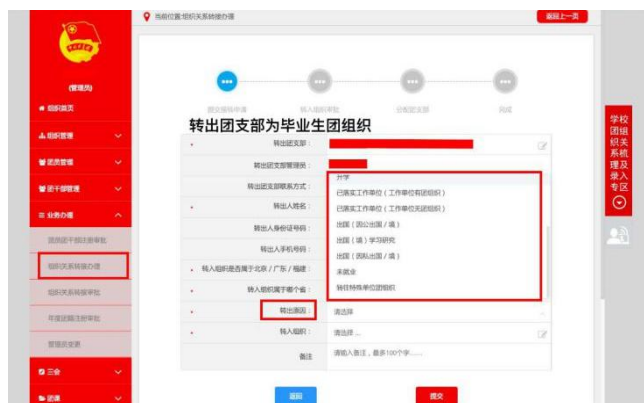 当前位置:组织关系转接办理
返回上一页
(管理员)
组织首页
组织管理
团员管理
团干部管理
业务办理
团员团干部注册审批
组织关系转接办理
组织关系转接审批
年度团籍注册审批
管理员变更
三会
团课
提交接转申请
转入组织审批
分配团支部
完成
转出团支部为毕业生团组织
转出团支部:
转出团支部管理员:
转出团支部联系方式:
转出人姓名:
转出人身份证号码:
转出人手机号码:
转入组织是否属于北京/广东/福建:
转入组织属于哪个省:
转出原因:
转入组织:
备注
升学
已落实工作单位(工作单位有团组织)
已落实工作单位(工作单位无团组织)
出国(因公出国/境)
出国(境)学习研究
出国(因私出国/境)
未就业
转往特殊单位团组织
请选择
请选择...
请输入备注，最多100个字......
返回
提交
学校
团组
织关
系梳
理及
录入
专区